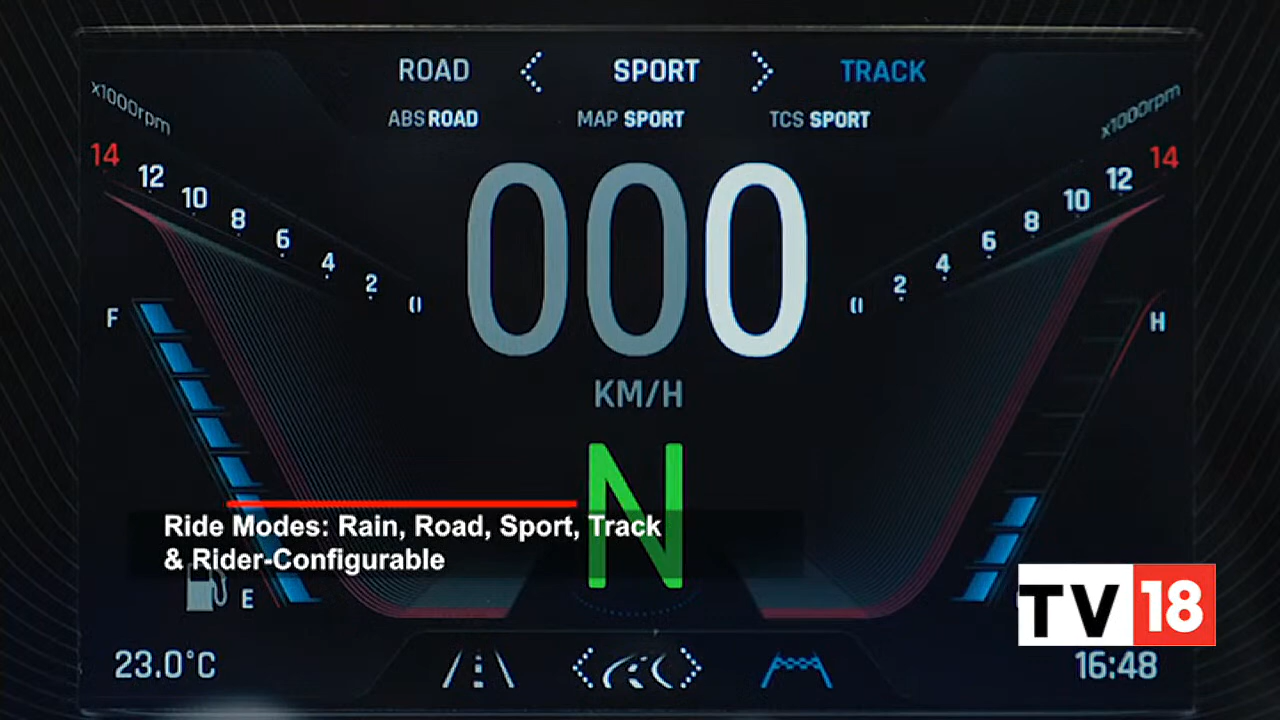 ROAD SPORT TRACK
ABS ROAD MAP SPORT TCS SPORT
x1000rpm x1000rpm
14 12 10 8 6 4 2 0
0 2 4 6 8 10 12 14
000
KM/H
F
H
N
Ride Modes: Rain, Road, Sport, Track
& Rider-Configurable
E
TV18
23.0°C
16:48